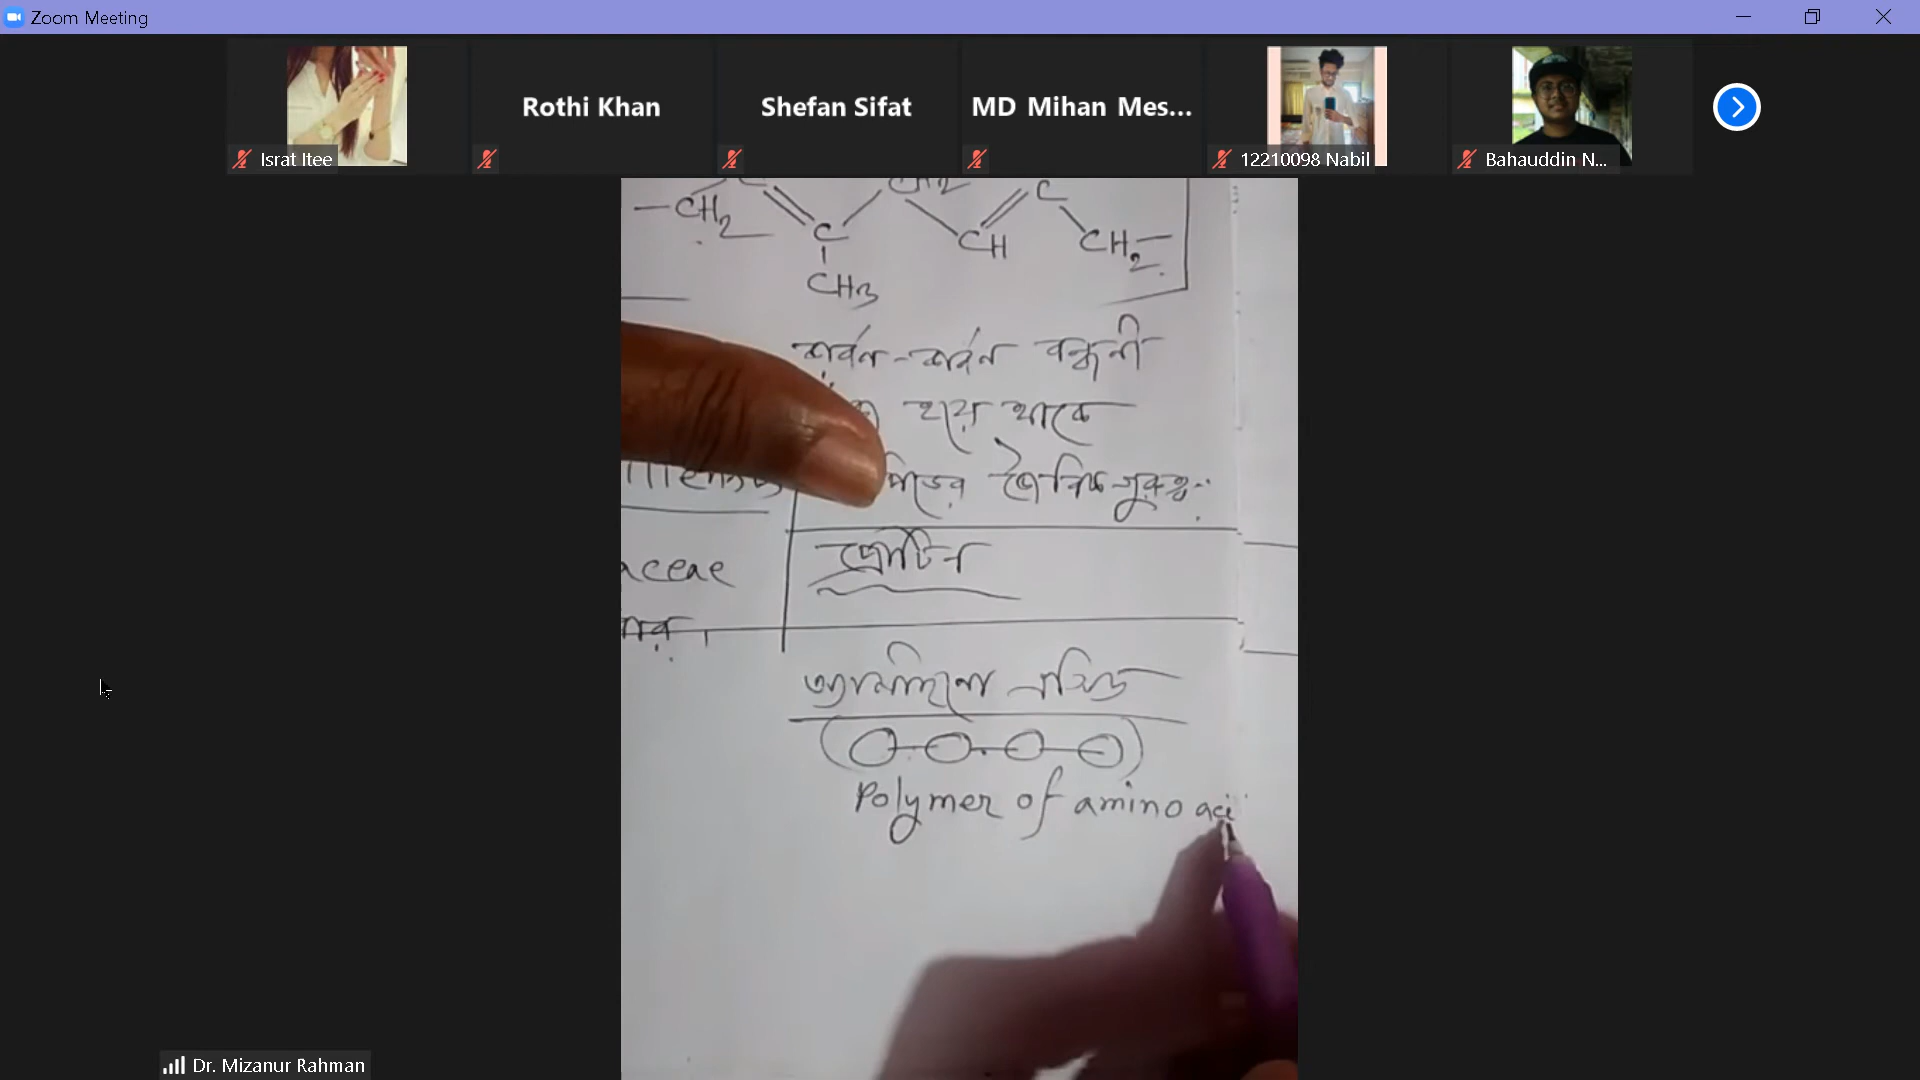 Zoom Meeting
Israt Itee
Rothi Khan
Shefan Sifat
MD Mihan Mes...
12210098 Nabil
Bahauddin N...
—CH2
C
CH3
CH
C
CH2—
কার্বন-কার্বন বন্ধনী
হয়ে থাকে
পিডের জৈবিক গুরুত্ব
aceae
প্রোটিন
অ্যামাইনো এসিড
Polymer of amino aci
Dr. Mizanur Rahman